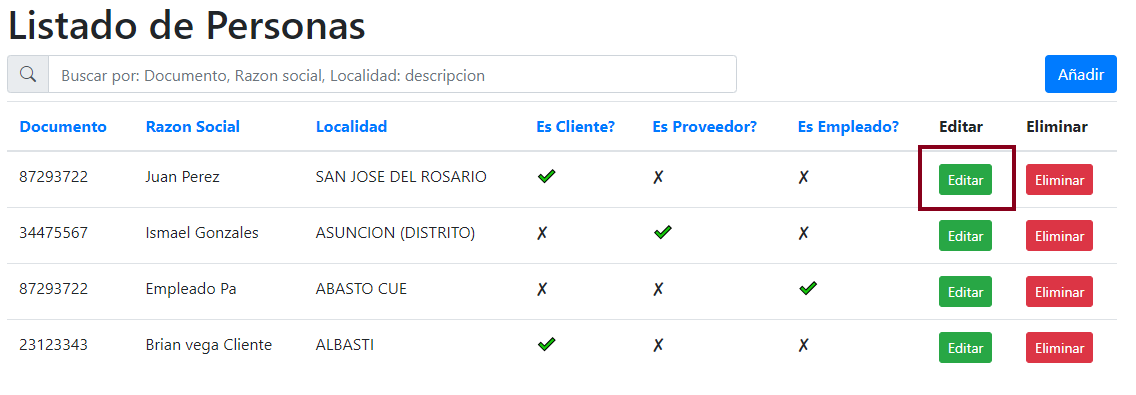 Listado de Personas
Buscar por: Documento, Razon social, Localidad: descripcion Añadir
Documento Razon Social Localidad Es Cliente? Es Proveedor? Es Empleado? Editar Eliminar
87293722 Juan Perez SAN JOSE DEL ROSARIO ✔ ✗ ✗ Editar Eliminar
34475567 Ismael Gonzales ASUNCION (DISTRITO) ✗ ✔ ✗ Editar Eliminar
87293722 Empleado Pa ABASTO CUE ✗ ✗ ✔ Editar Eliminar
23123343 Brian vega Cliente ALBASTI ✔ ✗ ✗ Editar Eliminar